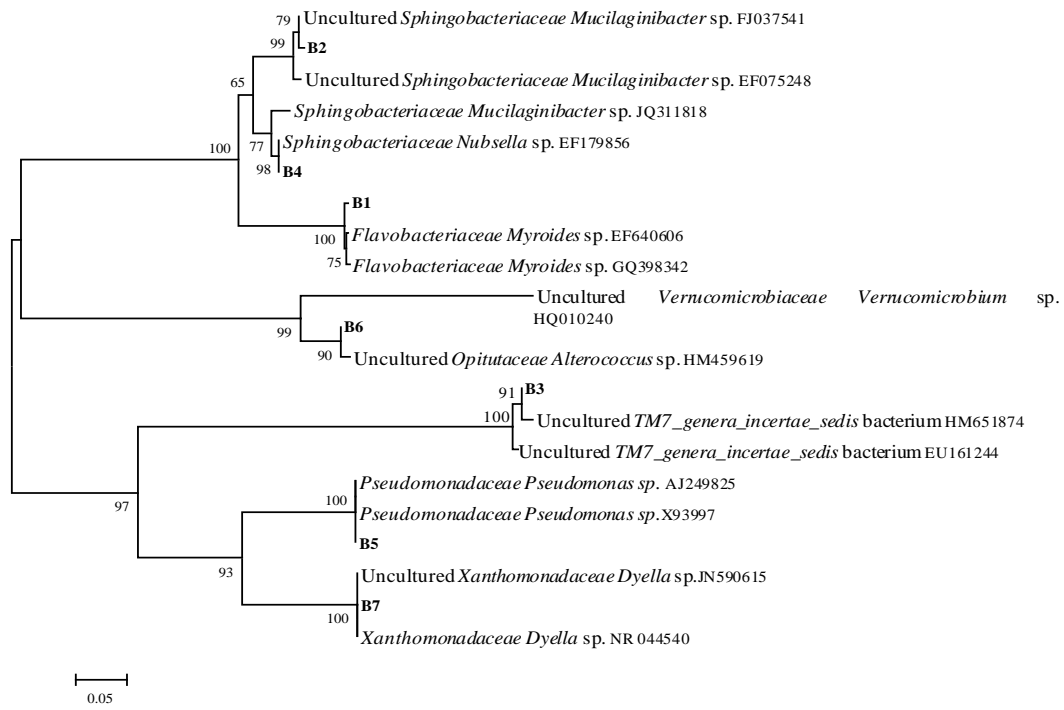 79 Uncultured Sphingobacteriaceae Mucilaginibacter sp. FJ037541
99 B2
Uncultured Sphingobacteriaceae Mucilaginibacter sp. EF075248
65
Sphingobacteriaceae Mucilaginibacter sp. JQ311818
77 Sphingobacteriaceae Nubsella sp. EF179856
100
98 B4
B1
100 Flavobacteriaceae Myroides sp. EF640606
75 Flavobacteriaceae Myroides sp. GQ398342
Uncultured Verrucomicrobiaceae Verrucomicrobium sp.
HQ010240
99 B6
90 Uncultured Opitutaceae Alterococcus sp. HM459619
91 B3
100 Uncultured TM7_genera_incertae_sedis bacterium HM651874
Uncultured TM7_genera_incertae_sedis bacterium EU161244
Pseudomonadaceae Pseudomonas sp. AJ249825
97
100 Pseudomonadaceae Pseudomonas sp. X93997
B5
93 Uncultured Xanthomonadaceae Dyella sp. JN590615
B7
100
Xanthomonadaceae Dyella sp. NR 044540
0.05